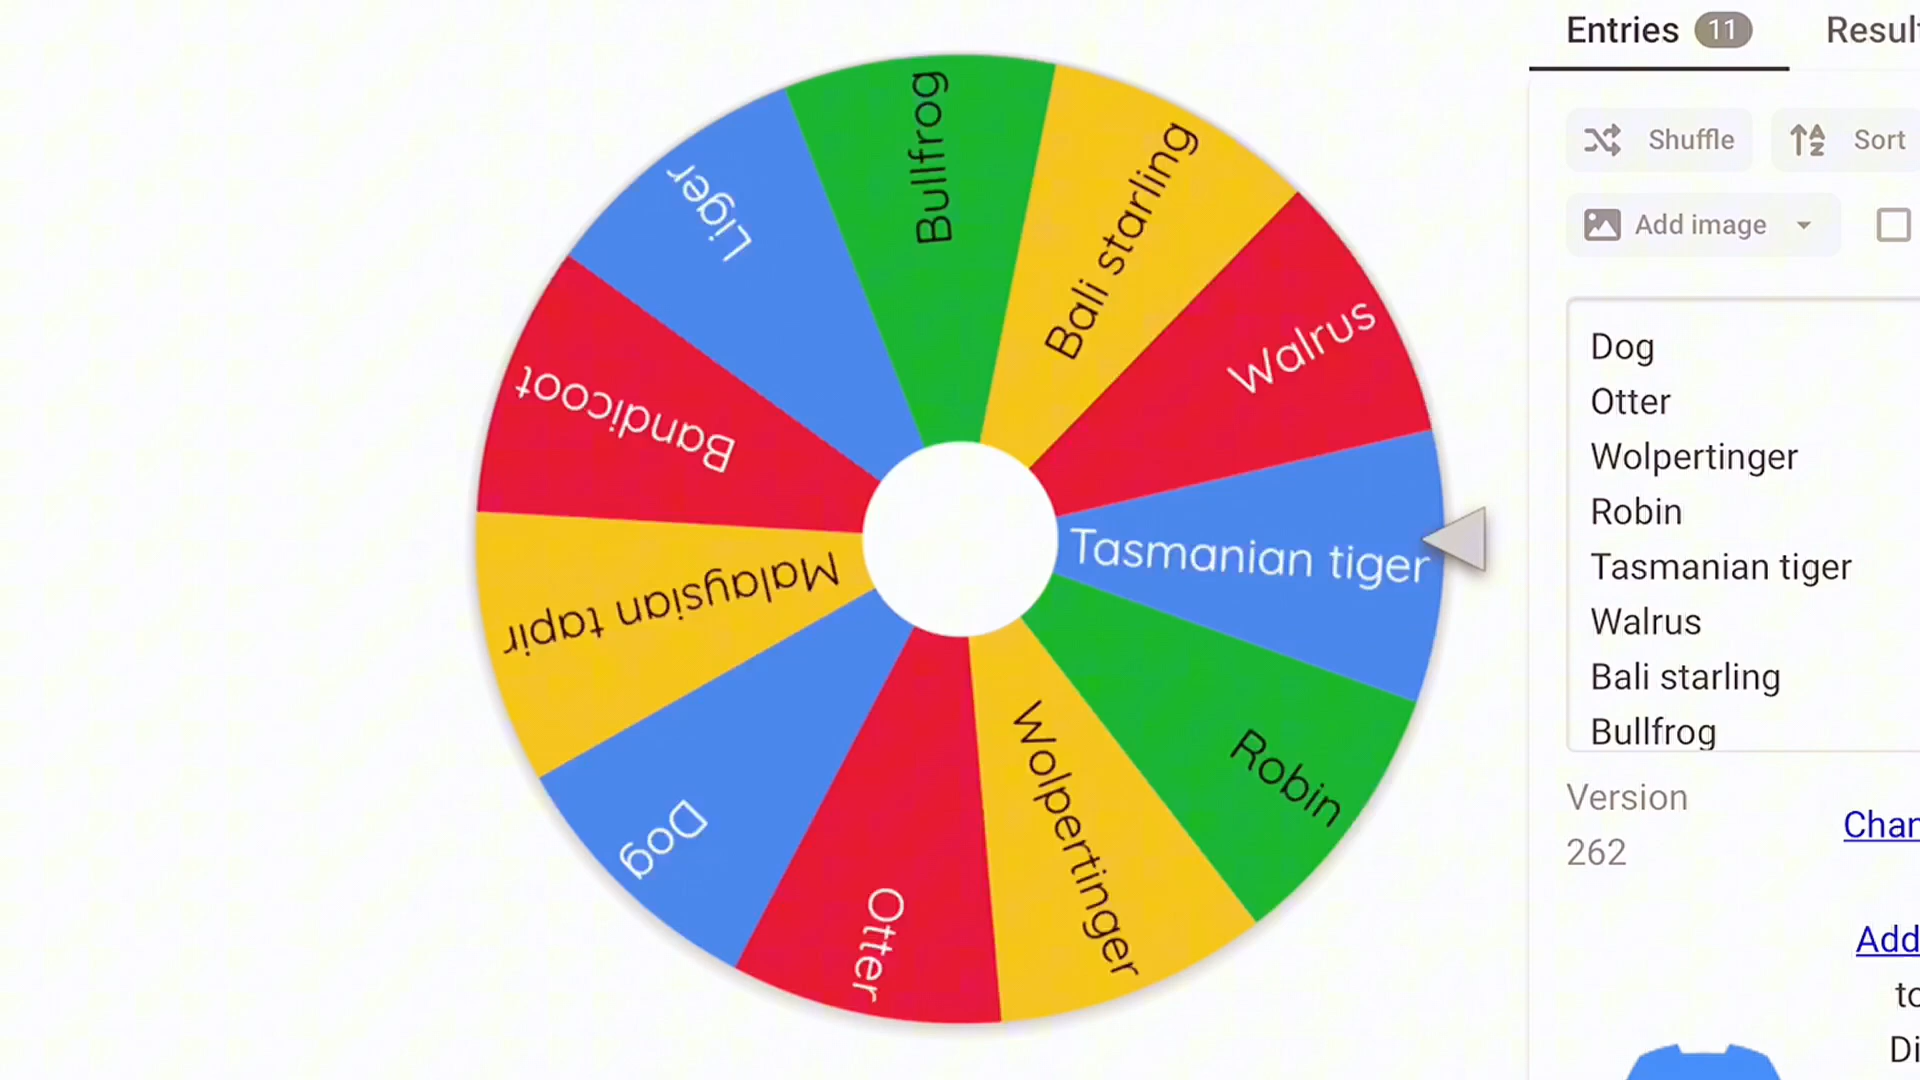 Entries 11
Shuffle
Sort
Add image
Dog
Otter
Wolpertinger
Robin
Tasmanian tiger
Walrus
Bali starling
Bullfrog
Version
262
Add
to
Bullfrog
Bali starling
Walrus
Tasmanian tiger
Robin
Wolpertinger
Otter
Dog
Malaysian tapir
Bandicoot
Liger